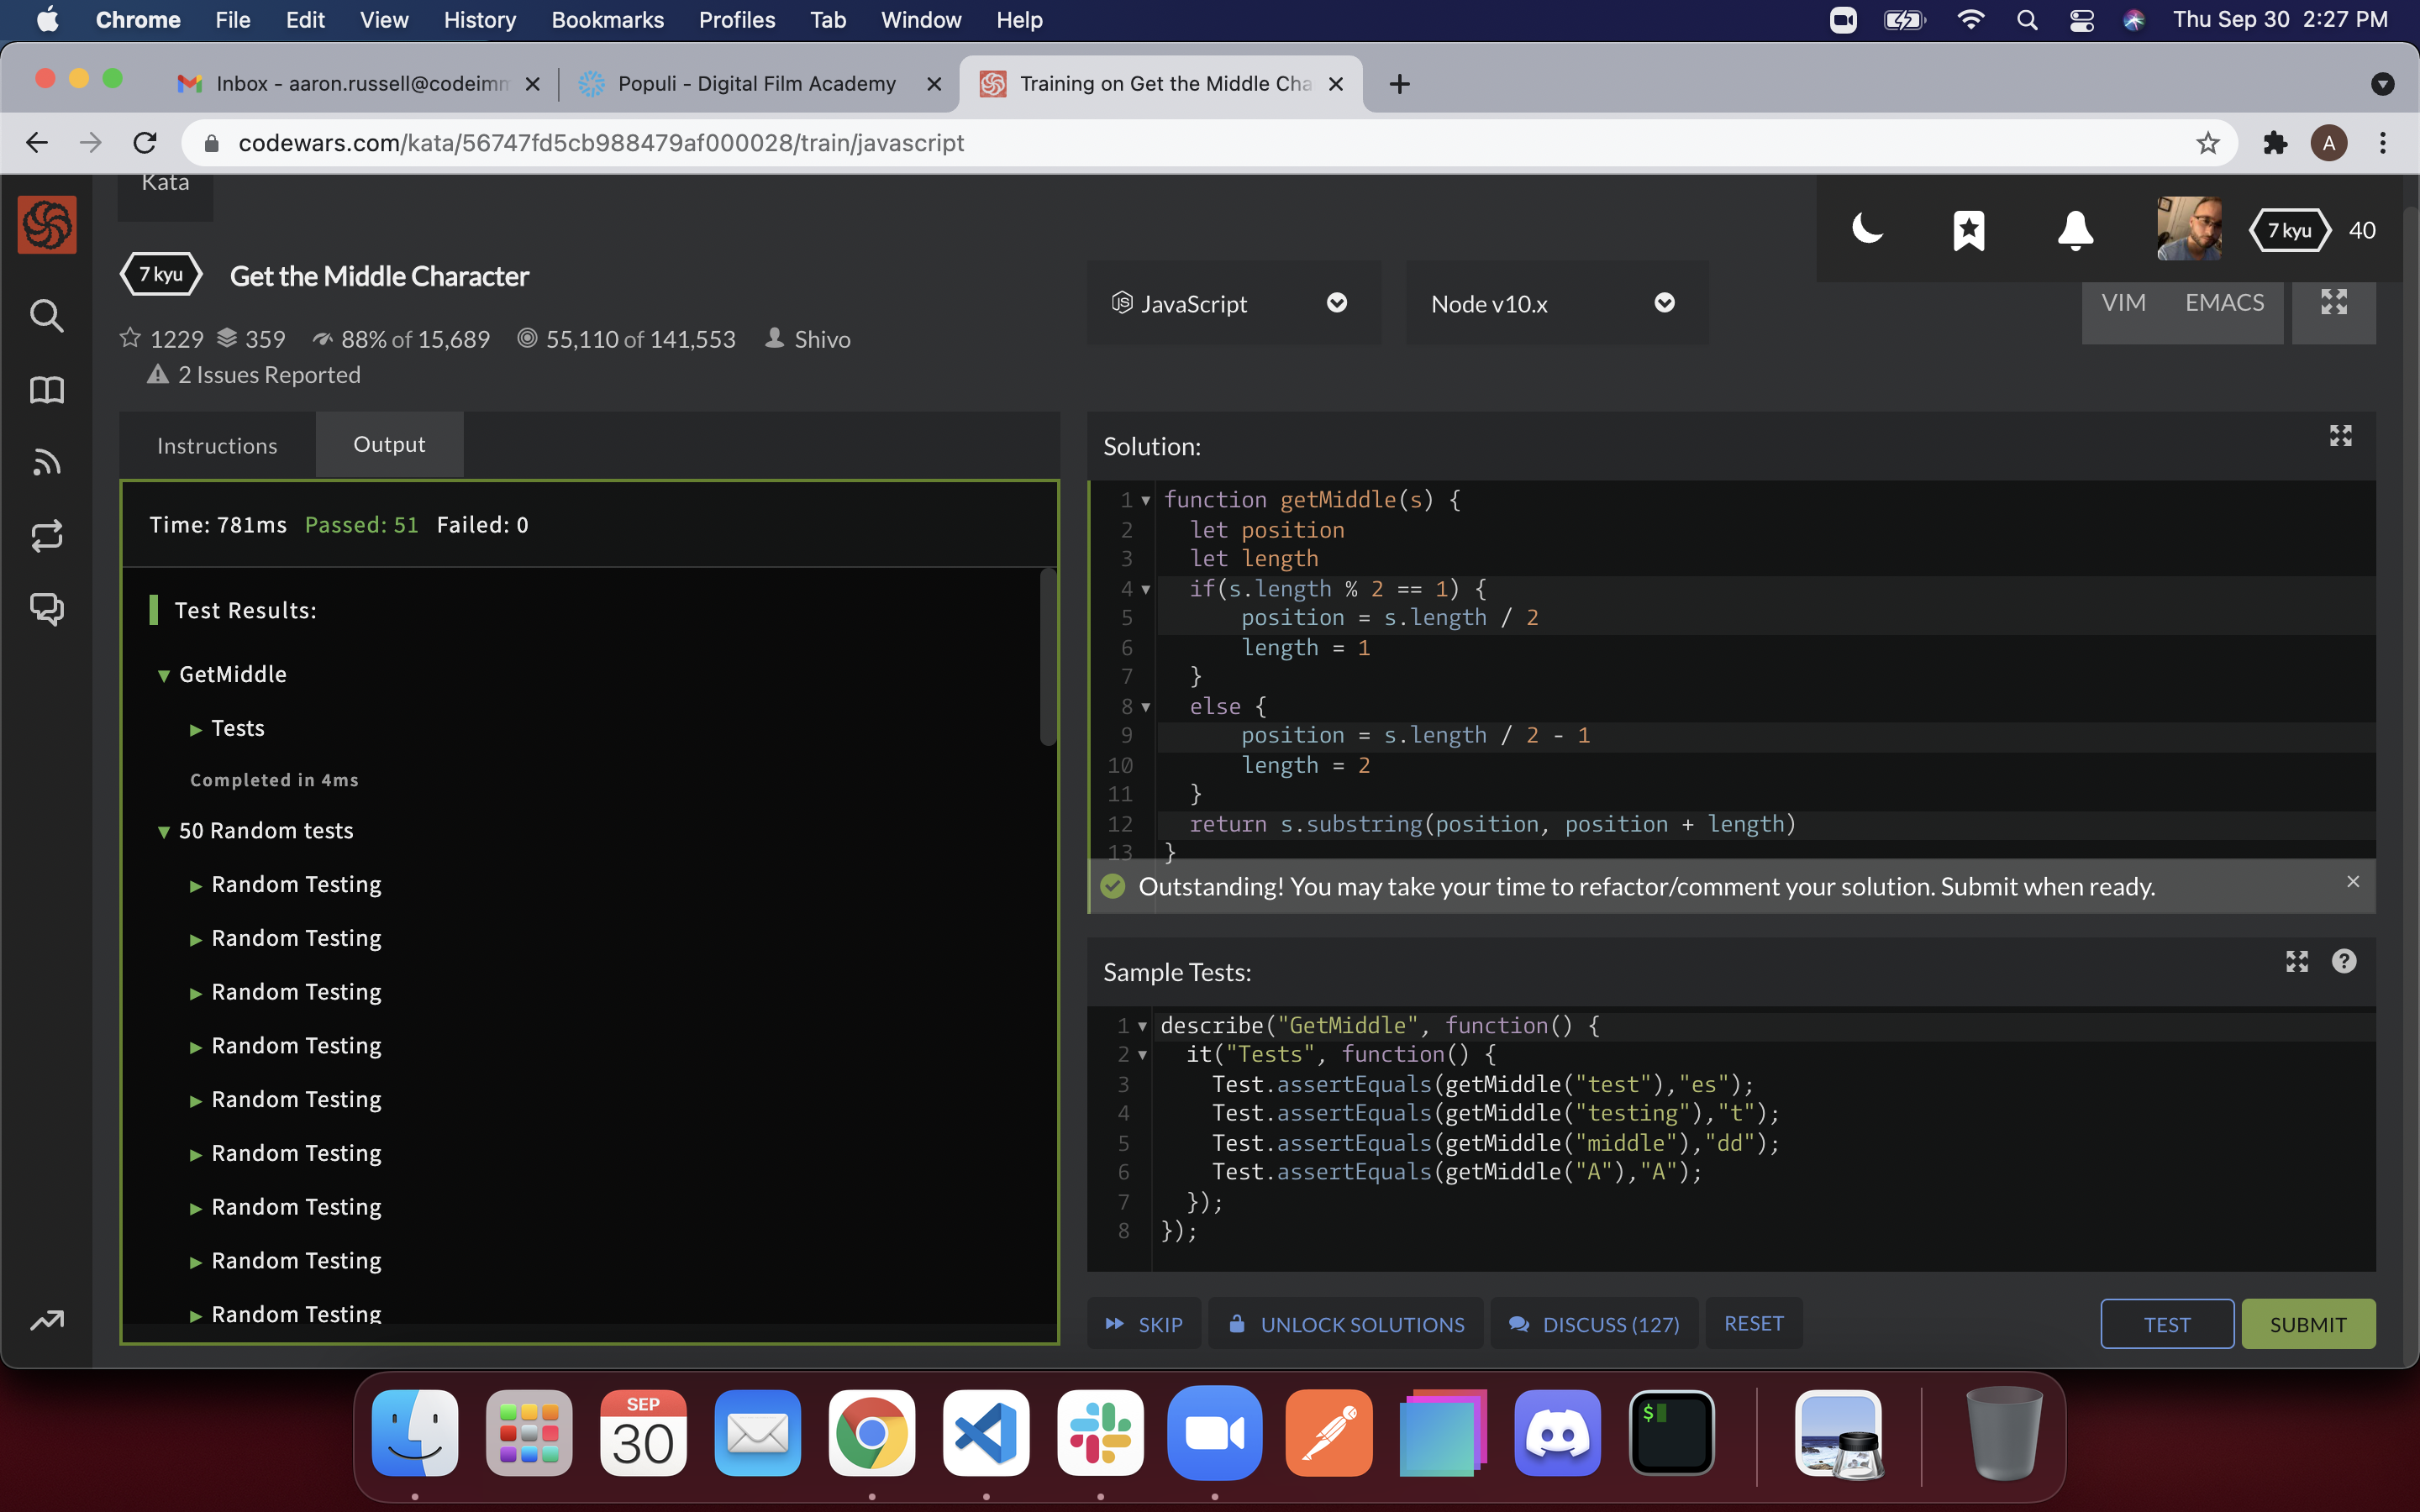 Chrome File Edit View History Bookmarks Profiles Tab Window Help Thu Sep 30 2:27 PM
Inbox - aaron.russell@codeimm Populi - Digital Film Academy Training on Get the Middle Cha
codewars.com/kata/56747fd5cb988479af000028/train/javascript A
Kata
7 kyu 40
7 kyu Get the Middle Character
JavaScript Node v10.x VIM EMACS
1229 359 88% of 15,689 55,110 of 141,553 Shivo
2 Issues Reported
Instructions Output
Time: 781ms Passed: 51 Failed: 0
Test Results:
GetMiddle
Tests
Completed in 4ms
50 Random tests
Random Testing
Random Testing
Random Testing
Random Testing
Random Testing
Random Testing
Random Testing
Random Testing
Random Testing
Solution:
1 function getMiddle(s) {
2 let position
3 let length
4 if(s.length % 2 == 1) {
5 position = s.length / 2
6 length = 1
7 }
8 else {
9 position = s.length / 2 - 1
10 length = 2
11 }
12 return s.substring(position, position + length)
13 }
Outstanding! You may take your time to refactor/comment your solution. Submit when ready.
Sample Tests:
1 describe("GetMiddle", function() {
2 it("Tests", function() {
3 Test.assertEquals(getMiddle("test"),"es");
4 Test.assertEquals(getMiddle("testing"),"t");
5 Test.assertEquals(getMiddle("middle"),"dd");
6 Test.assertEquals(getMiddle("A"),"A");
7 });
8 });
SKIP UNLOCK SOLUTIONS DISCUSS (127) RESET TEST SUBMIT
SEP
30
$